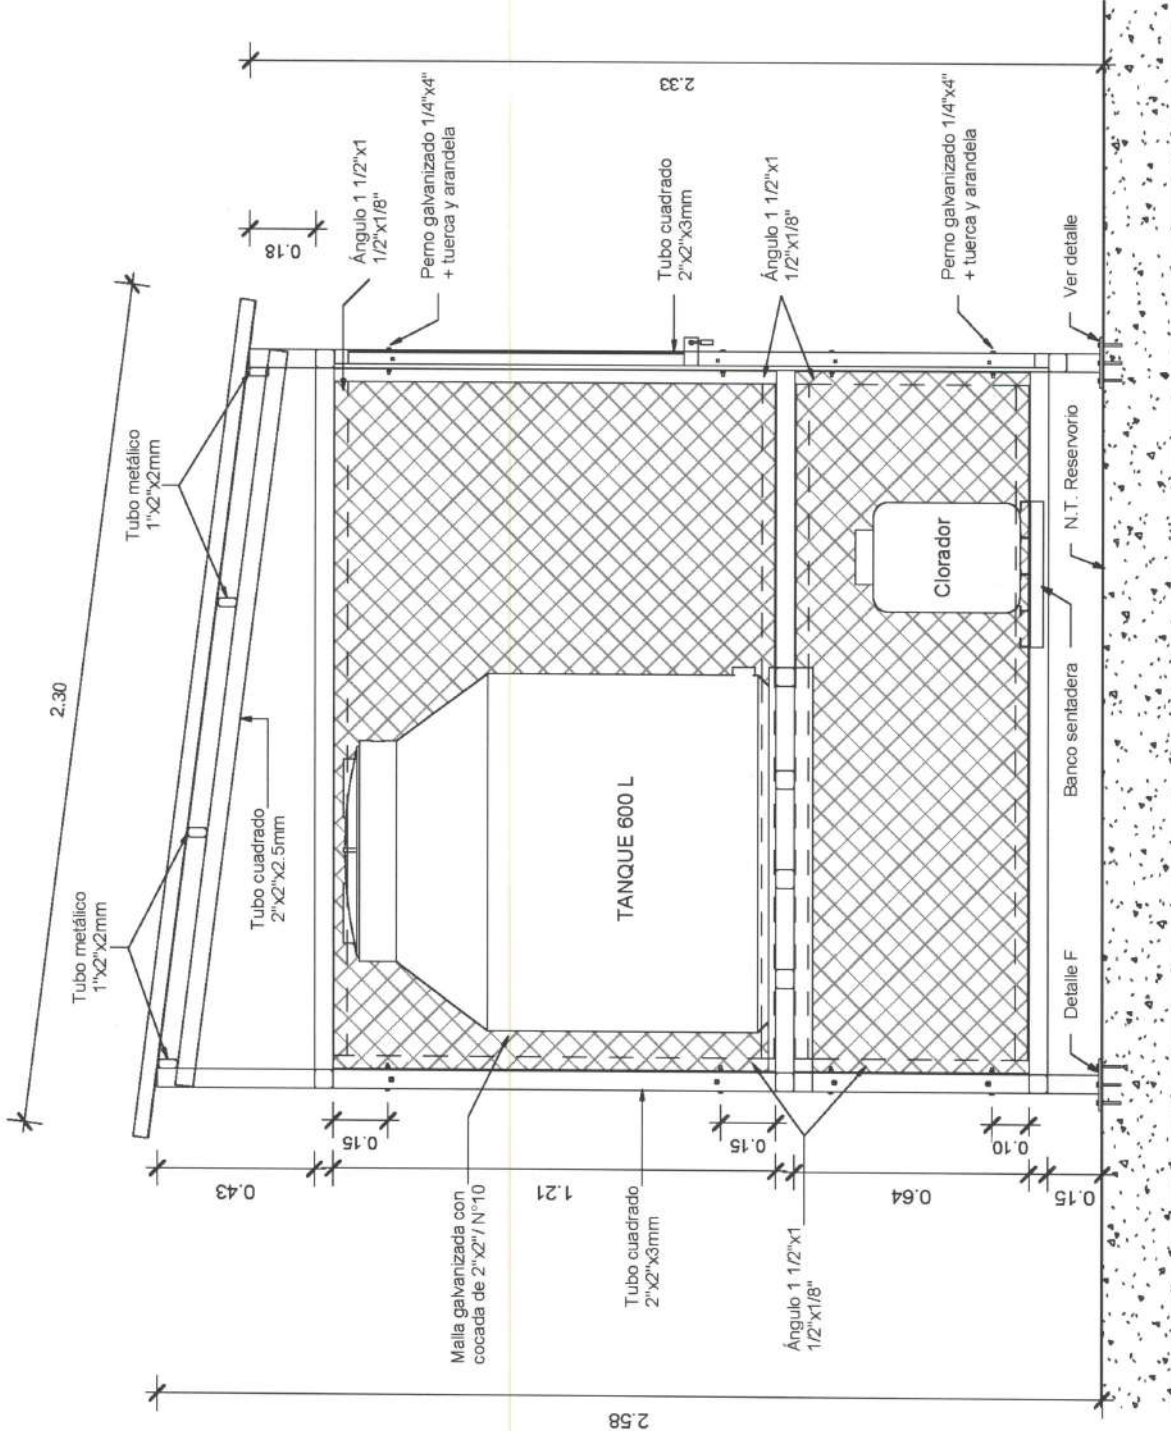 2.30
Tubo metálico
1"x2"x2mm
Tubo metálico
1"x2"x2mm
Tubo cuadrado
2"x2"x2.5mm
0.18
2.33
Ángulo 1 1/2"x1
1/2"x1/8"
Perno galvanizado 1/4"x4"
+ tuerca y arandela
Tubo cuadrado
2"x2"x3mm
Ángulo 1 1/2"x1
1/2"x1/8"
Perno galvanizado 1/4"x4"
+ tuerca y arandela
Ver detalle
TANQUE 600 L
Clorador
0.43
0.15
1.21
0.15
0.64
0.10
0.15
2.58
Malla galvanizada con
cocada de 2"x2" / N°10
Tubo cuadrado
2"x2"x3mm
Ángulo 1 1/2"x1
1/2"x1/8"
Detalle F
Banco sentadera
N.T. Reservorio